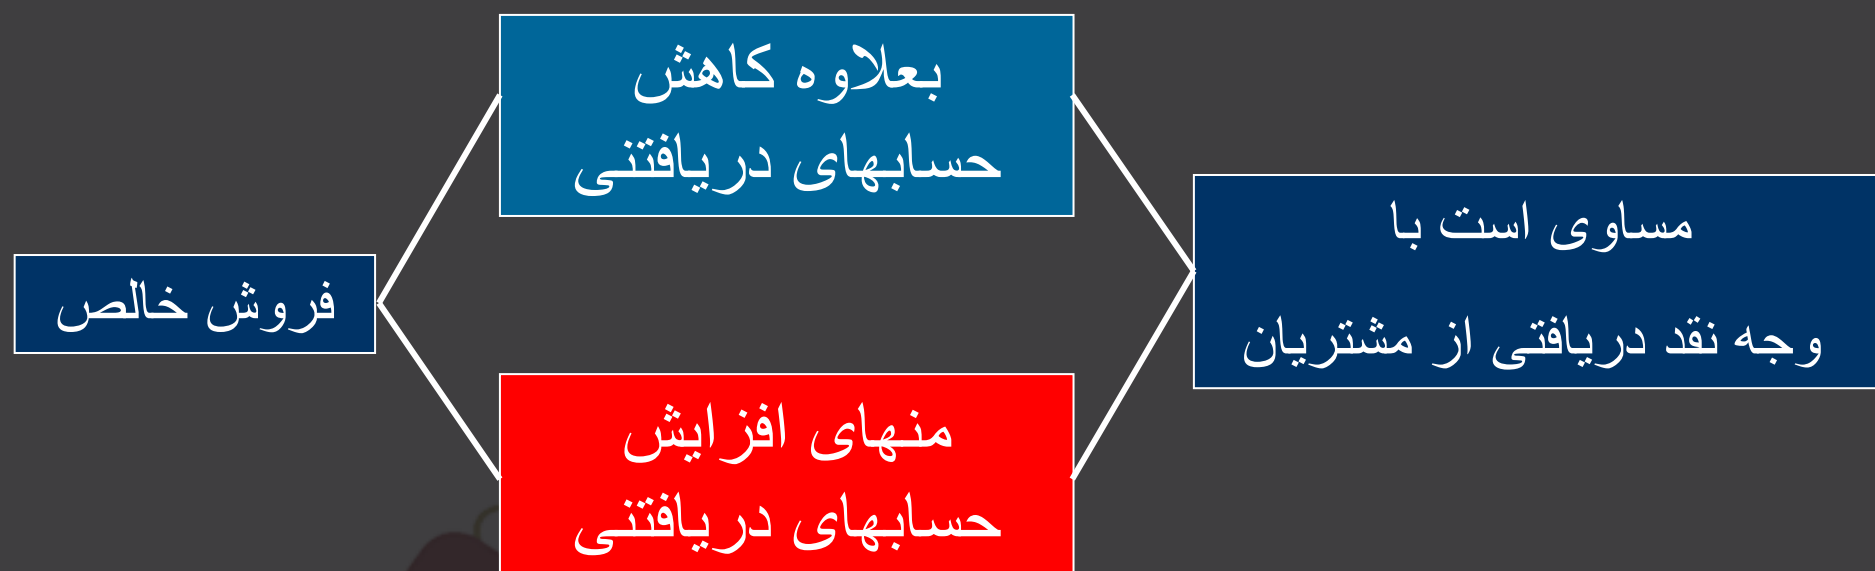 فروش خالص
بعلاوه کاهش
حسابهای دریافتنی
منهای افزایش
حسابهای دریافتنی
مساوی است با
وجه نقد دریافتی از مشتریان